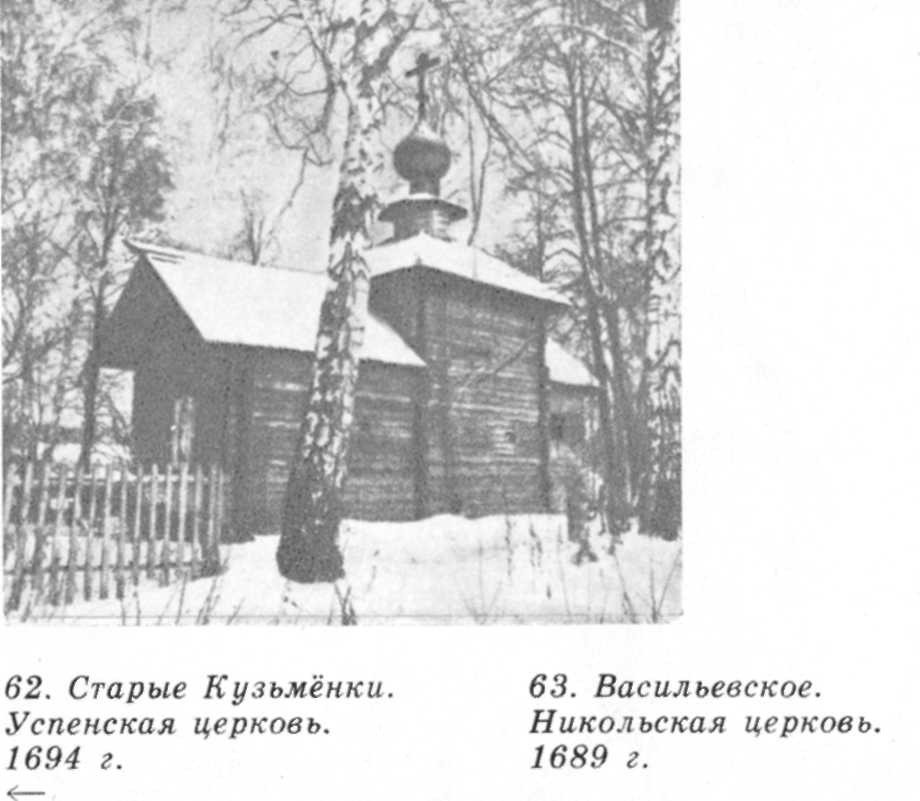 62. Старые Кузьмёнки.
Успенская церковь.
1694 г.
←
63. Васильевское.
Никольская церковь.
1689 г.